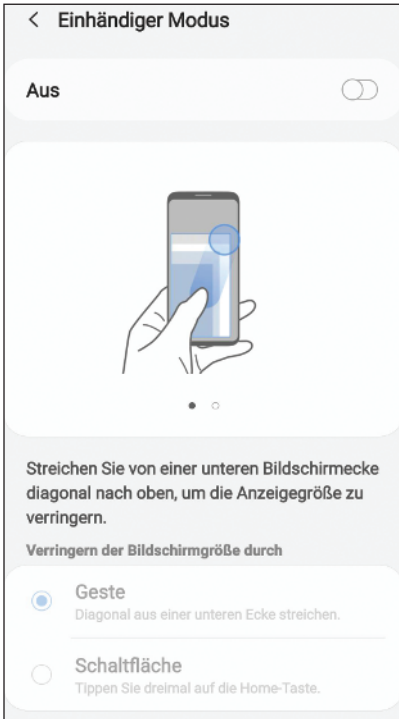 Einhändiger Modus
Aus
Streichen Sie von einer unteren Bildschirmecke
diagonal nach oben, um die Anzeigegröße zu
verringern.
Verringern der Bildschirmgröße durch
Geste
Diagonal aus einer unteren Ecke streichen.
Schaltfläche
Tippen Sie dreimal auf die Home-Taste.